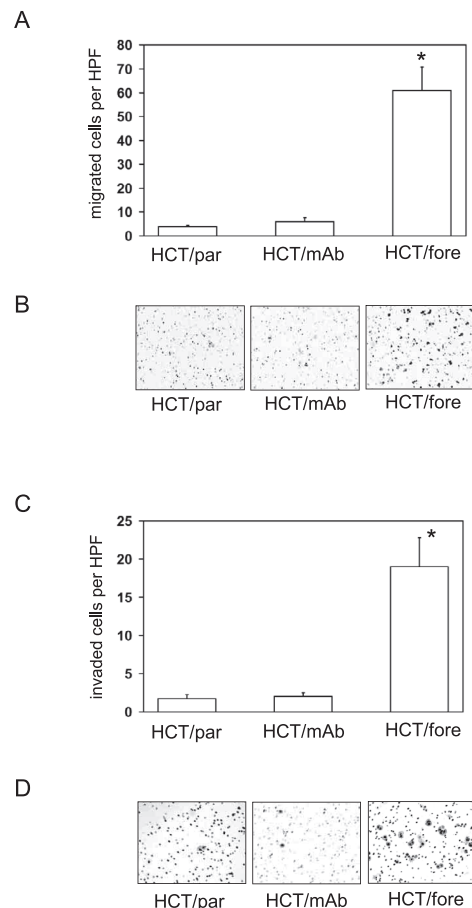 A
migrated cells per HPF
80
70
60
50
40
30
20
10
0
*
HCT/par HCT/mAb HCT/fore
B
HCT/par HCT/mAb HCT/fore
C
invaded cells per HPF
25
20
15
10
5
0
*
HCT/par HCT/mAb HCT/fore
D
HCT/par HCT/mAb HCT/fore